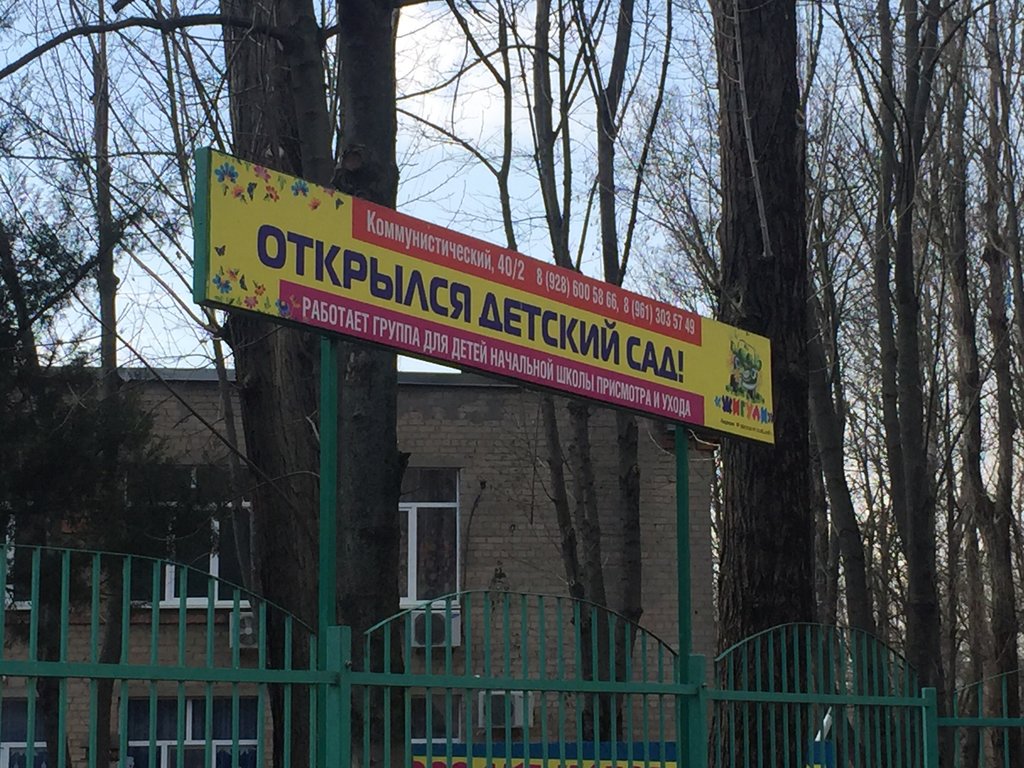 Коммунистический, 40/2 8 (928) 600 58 66, 8 (961) 303 57 49
ОТКРЫЛСЯ ДЕТСКИЙ САД!
РАБОТАЕТ ГРУППА ДЛЯ ДЕТЕЙ НАЧАЛЬНОЙ ШКОЛЫ ПРИСМОТРА И УХОДА
«ЖИГУЛИ»